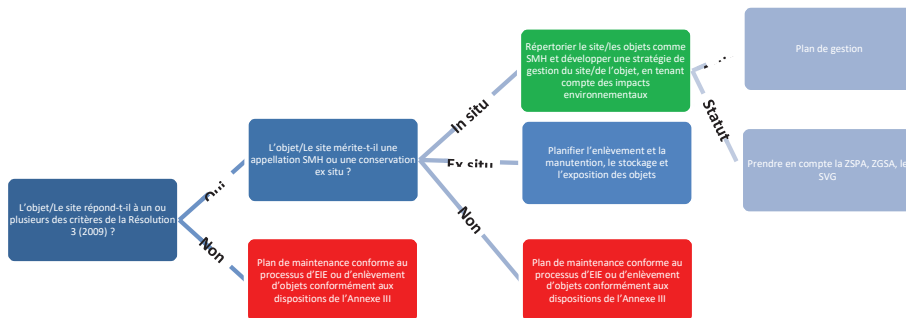 L'objet/Le site répond-t-il à un ou
plusieurs des critères de la Résolution
3 (2009) ?
Oui
Non
L'objet/Le site mérite-t-il une
appellation SMH ou une conservation
ex situ ?
Plan de maintenance conforme au
processus d'EIE ou d'enlèvement
d'objets conformément aux
dispositions de l'Annexe III
In situ
Ex situ
Non
Répertorier le site/les objets comme
SMH et développer une stratégie de
gestion du site/de l'objet, en tenant
compte des impacts
environnementaux
Planifier l'enlèvement et la
manutention, le stockage et
l'exposition des objets
Plan de maintenance conforme au
processus d'EIE ou d'enlèvement
d'objets conformément aux
dispositions de l'Annexe III
Statut
Plan de gestion
Prendre en compte la ZSPA, ZGSA, le
SVG